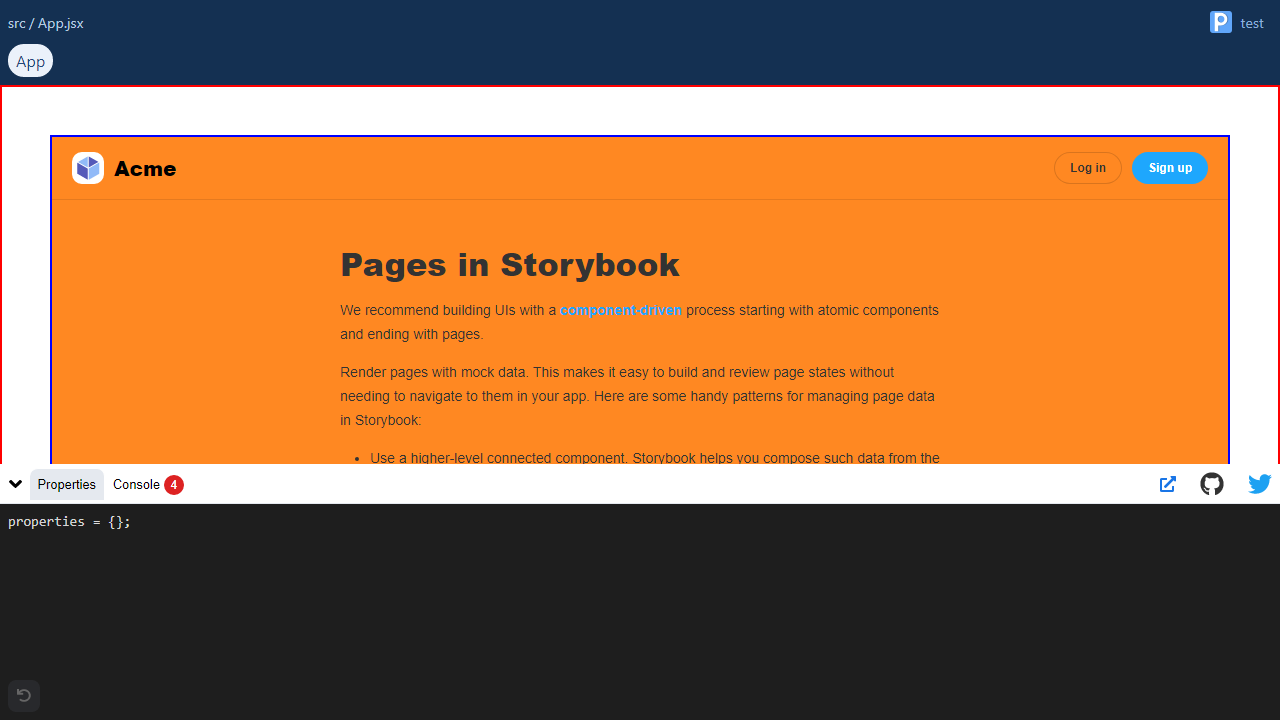 src / App.jsx
test
App
Acme
Log in
Sign up
Pages in Storybook
We recommend building UIs with a component-driven process starting with atomic components
and ending with pages.
Render pages with mock data. This makes it easy to build and review page states without
needing to navigate to them in your app. Here are some handy patterns for managing page data
in Storybook:
• Use a higher-level connected component. Storybook helps you compose such data from the
Properties
Console 4
properties = {};